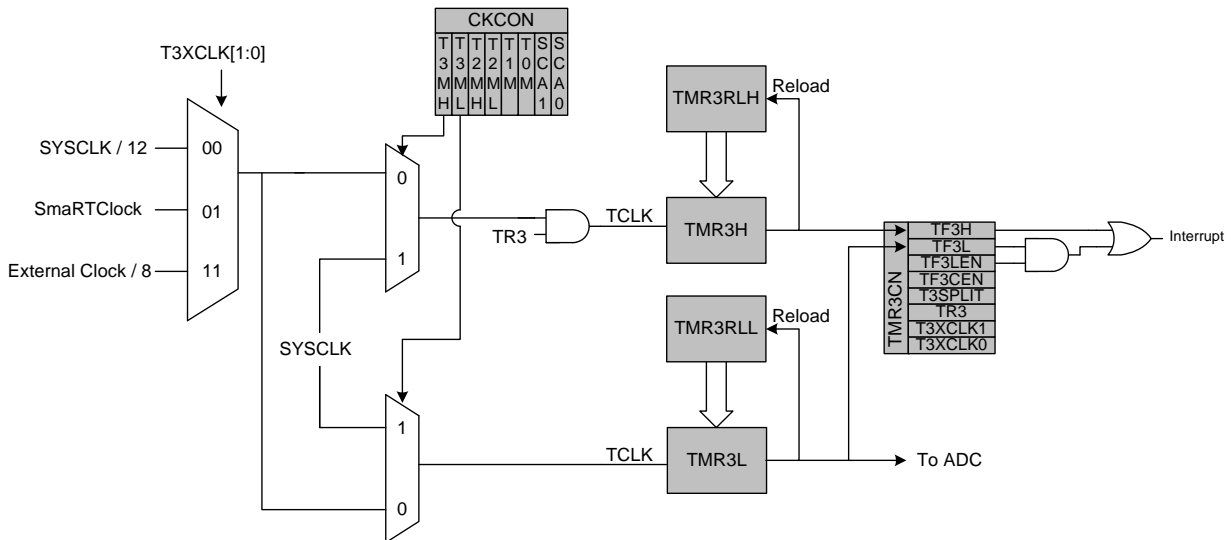 CKCON
T3MH
T3ML
T2MH
T2ML
T1M
T0M
SCA1
SCA0
T3XCLK[1:0]
SYSCLK / 12
00
SmaRTClock
01
External Clock / 8
11
0
1
SYSCLK
1
0
TR3
TCLK
TMR3RLH
Reload
TMR3H
TCLK
TMR3RLL
Reload
TMR3L
To ADC
TMR3CN
TF3H
TF3L
TF3LEN
TF3CEN
T3SPLIT
TR3
T3XCLK1
T3XCLK0
Interrupt